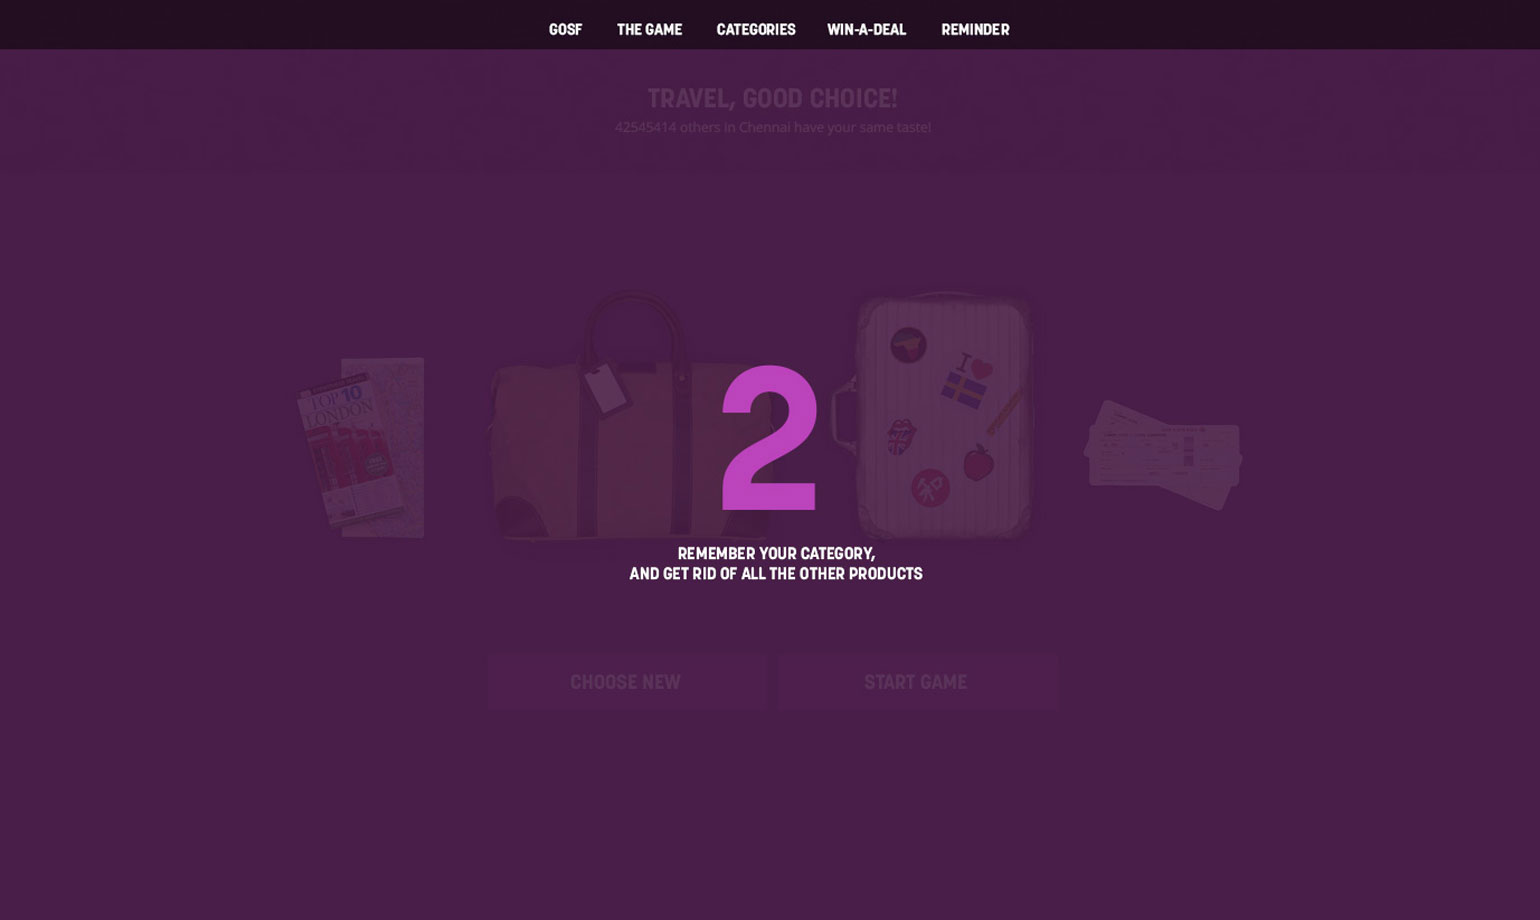 GOSF THE GAME CATEGORIES WIN-A-DEAL REMINDER
TRAVEL, GOOD CHOICE!
42545414 others in Chennai have your same taste!
TOP 10
LONDON
I
2
REMEMBER YOUR CATEGORY,
AND GET RID OF ALL THE OTHER PRODUCTS
CHOOSE NEW START GAME